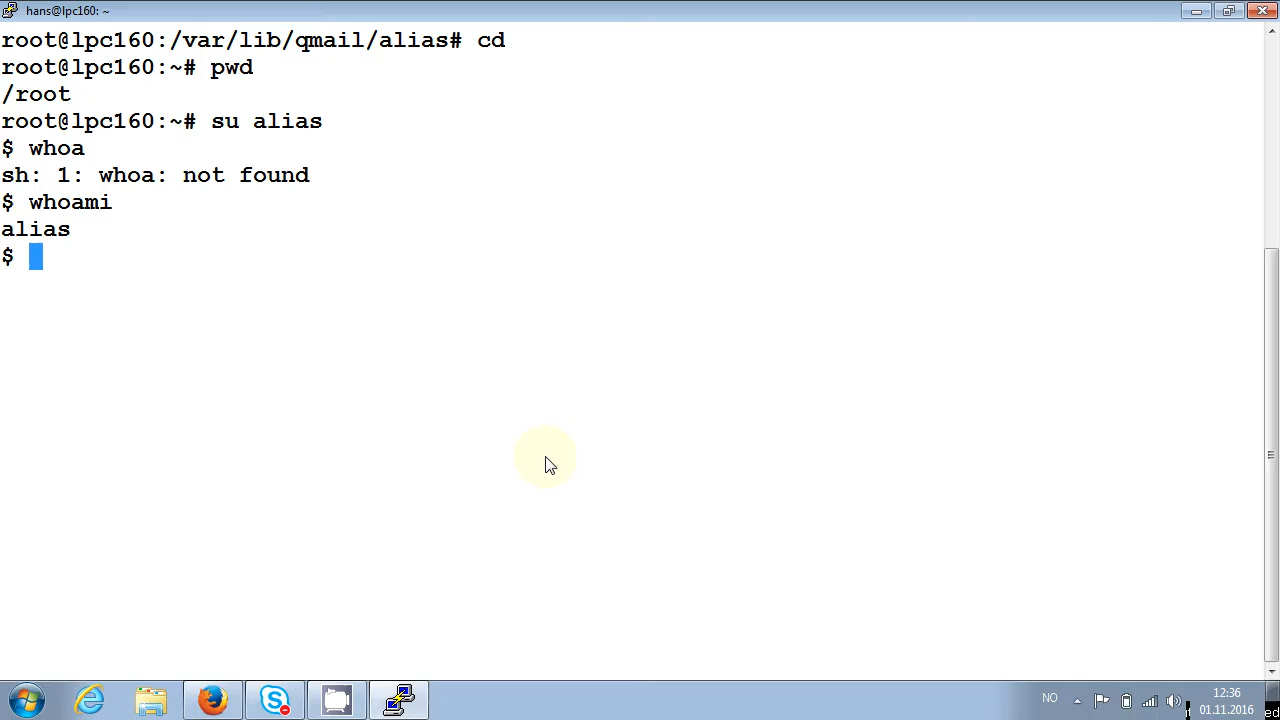 hans@lpc160: ~
root@lpc160:/var/lib/qmail/alias# cd
root@lpc160:~# pwd
/root
root@lpc160:~# su alias
$ whoa
sh: 1: whoa: not found
$ whoami
alias
$
NO
12:36
01.11.2016